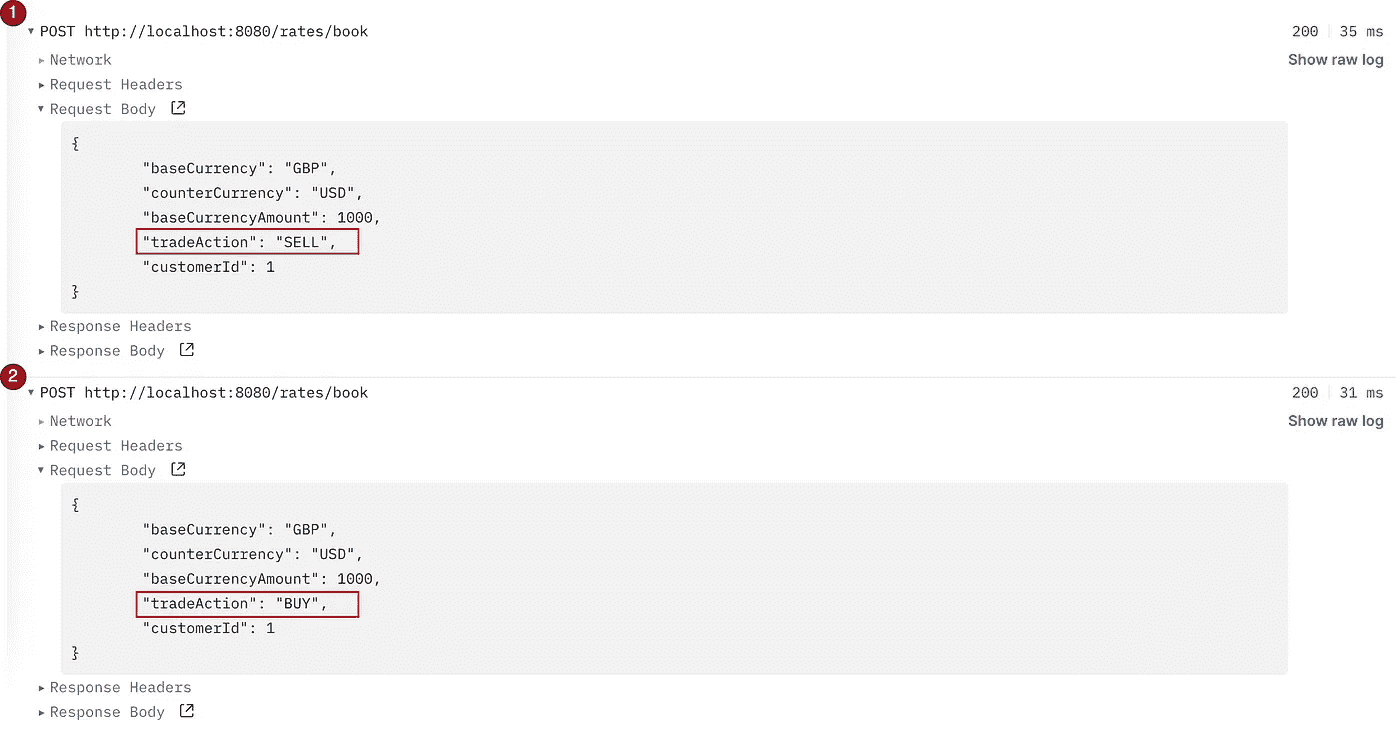 1
POST http://localhost:8080/rates/book 200 35 ms
Network Show raw log
Request Headers
Request Body
{
"baseCurrency": "GBP",
"counterCurrency": "USD",
"baseCurrencyAmount": 1000,
"tradeAction": "SELL",
"customerId": 1
}
Response Headers
Response Body
2
POST http://localhost:8080/rates/book 200 31 ms
Network Show raw log
Request Headers
Request Body
{
"baseCurrency": "GBP",
"counterCurrency": "USD",
"baseCurrencyAmount": 1000,
"tradeAction": "BUY",
"customerId": 1
}
Response Headers
Response Body